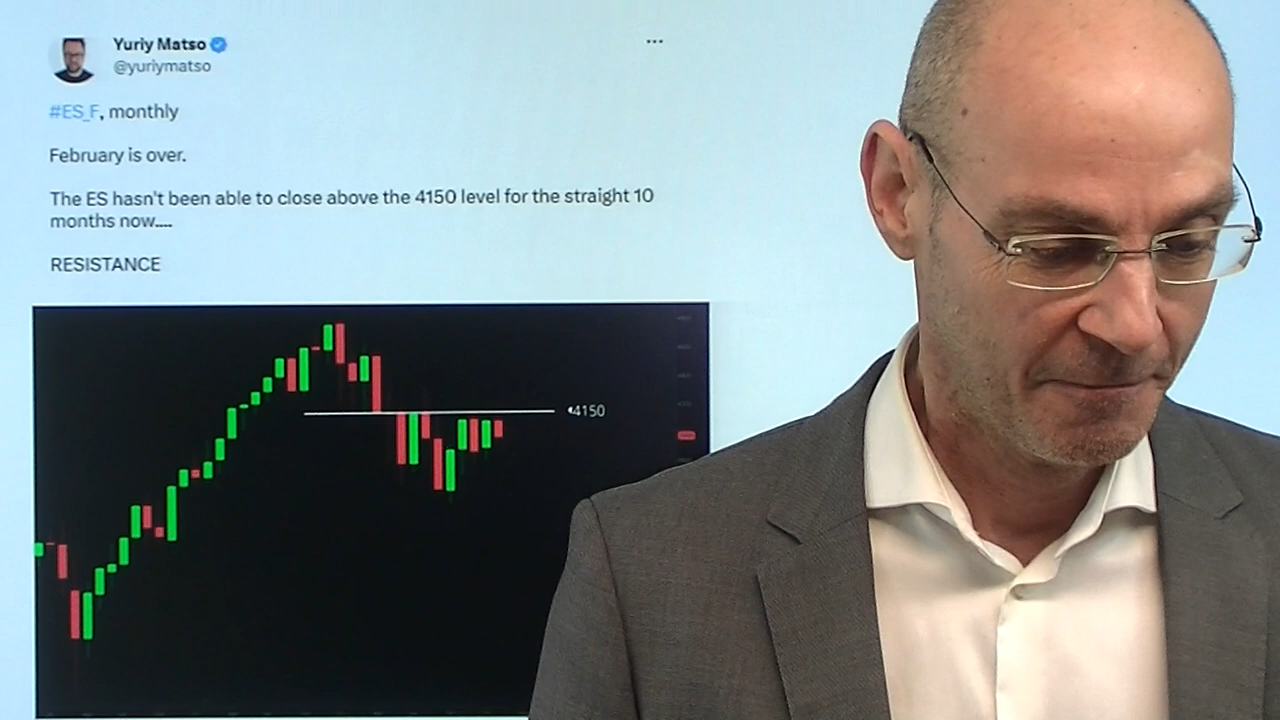 Yuriy Matso
@yuriymatso
#ES_F, monthly
February is over.
The ES hasn't been able to close above the 4150 level for the straight 10
months now.....
RESISTANCE
4150